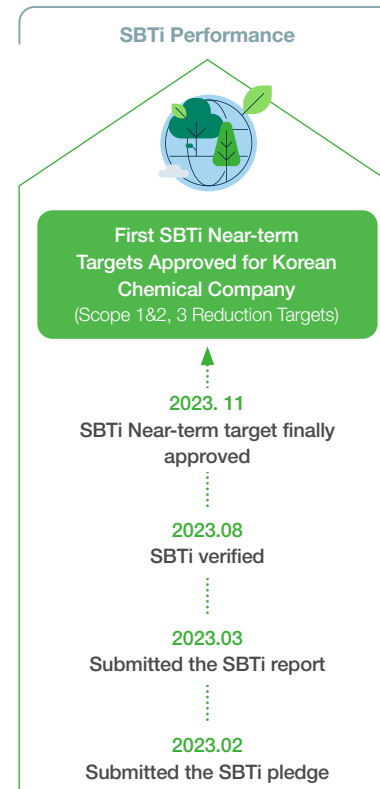 SBTi Performance
First SBTi Near-term
Targets Approved for Korean
Chemical Company
(Scope 1&2, 3 Reduction Targets)
2023. 11
SBTi Near-term target finally
approved
2023.08
SBTi verified
2023.03
Submitted the SBTi report
2023.02
Submitted the SBTi pledge